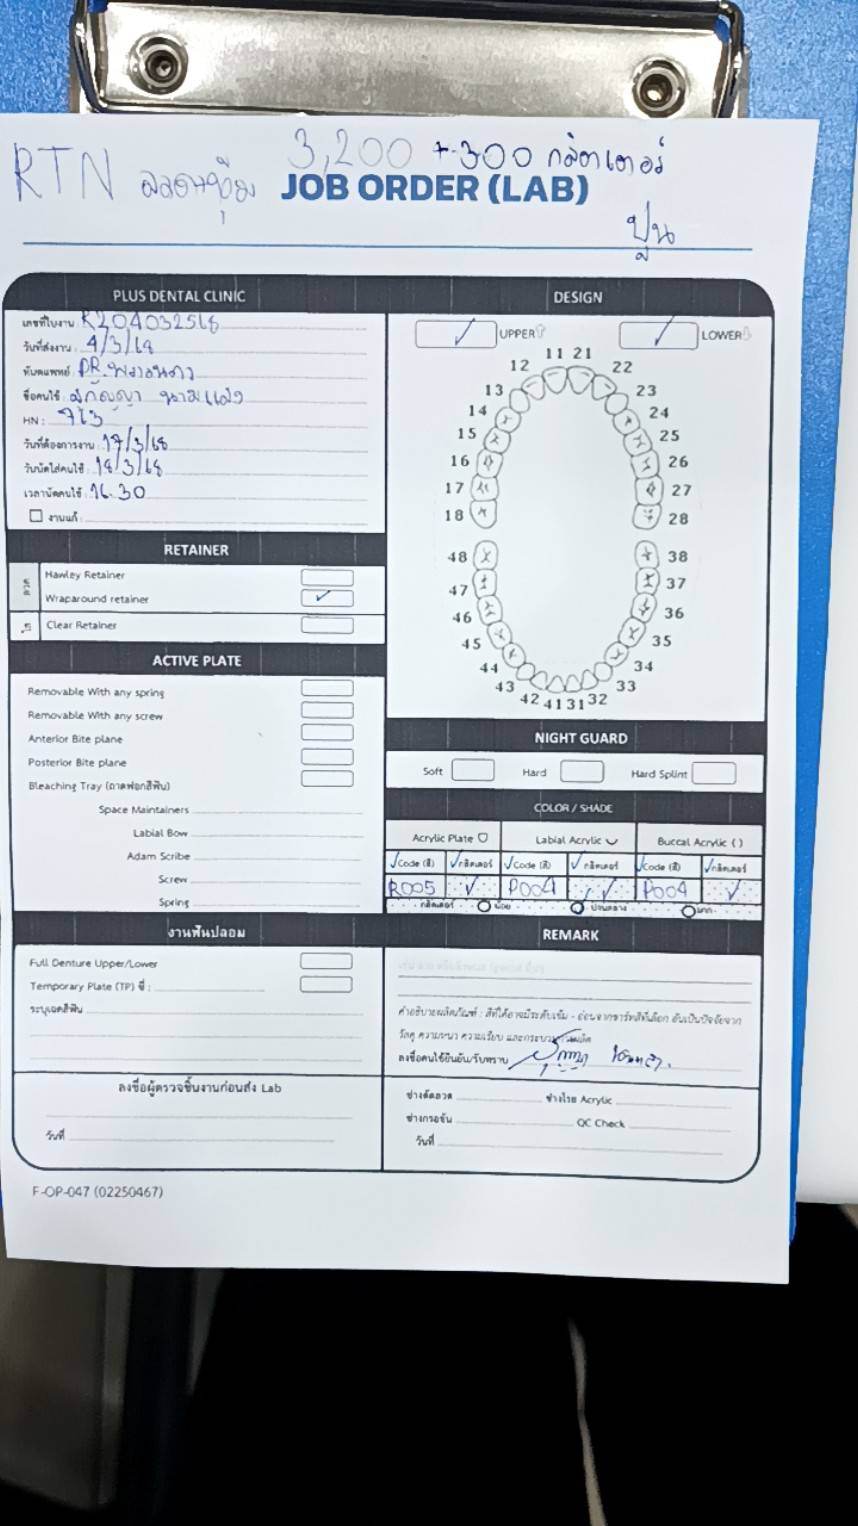 RTN 3,200 + 300 กลิตเตอร์
JOB ORDER (LAB)
ปูน
PLUS DENTAL CLINIC
เลขที่ใบงาน R204032568
วันที่ส่งงาน 4/3/68
ทันตแพทย์ DR.
ชื่อคนไข้
HN : 713
วันที่ต้องการงาน 17/3/68
วันนัดใส่คนไข้ 18/3/68
เวลานัดคนไข้ 16.30
งานแก้
DESIGN
UPPER
LOWER
11 21
12 22
13 23
14 24
15 25
16 26
17 27
18 28
48 38
47 37
46 36
45 35
44 34
43 33
42 41 31 32
RETAINER
ลวด
Hawley Retainer
Wraparound retainer
Clear Retainer
ACTIVE PLATE
Removable With any spring
Removable With any screw
Anterior Bite plane
Posterior Bite plane
Bleaching Tray (ถาดฟอกสีฟัน)
Space Maintainers
Labial Bow
Adam Scribe
Screw
Spring
NIGHT GUARD
Soft Hard Hard Splint
COLOR / SHADE
Acrylic Plate Labial Acrylic Buccal Acrylic ( )
Code (สี) กลิตเตอร์ Code (สี) กลิตเตอร์ Code (สี) กลิตเตอร์
R005 P004 P004
กลิตเตอร์ น้อย ปานกลาง มาก
งานฟันปลอม
Full Denture Upper/Lower
Temporary Plate (TP) ซี่ :
ระบุเฉดสีฟัน
REMARK
คำอธิบายผลิตภัณฑ์ : สีที่ได้อาจมีระดับเข้ม - อ่อนจากชาร์ทสีที่เลือก อันเป็นปัจจัยจาก
วัสดุ ความหนา ความเรียบ และกระบวนการผลิต
ลงชื่อคนไข้ยืนยัน/รับทราบ
ลงชื่อผู้ตรวจชิ้นงานก่อนส่ง Lab
วันที่
ช่างดัดลวด ช่างโรย Acrylic
ช่างกรอขัน QC Check
วันที่
F-OP-047 (02250467)